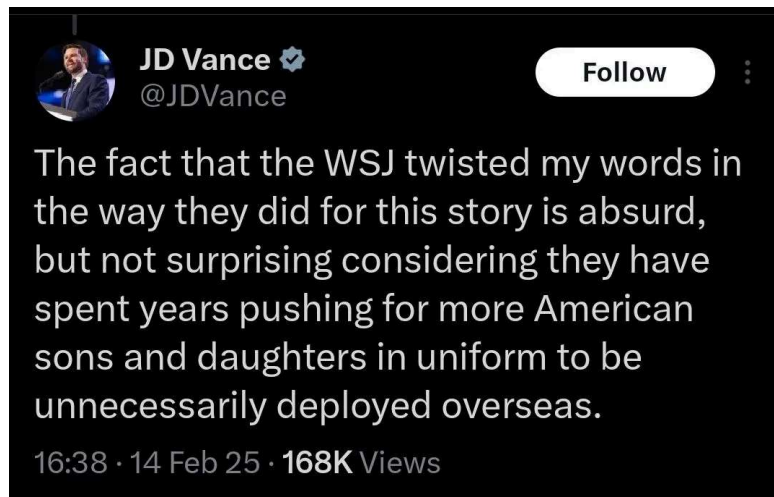 JD Vance
Follow
@JDVance
The fact that the WSJ twisted my words in
the way they did for this story is absurd,
but not surprising considering they have
spent years pushing for more American
sons and daughters in uniform to be
unnecessarily deployed overseas.
16:38 · 14 Feb 25 · 168K Views